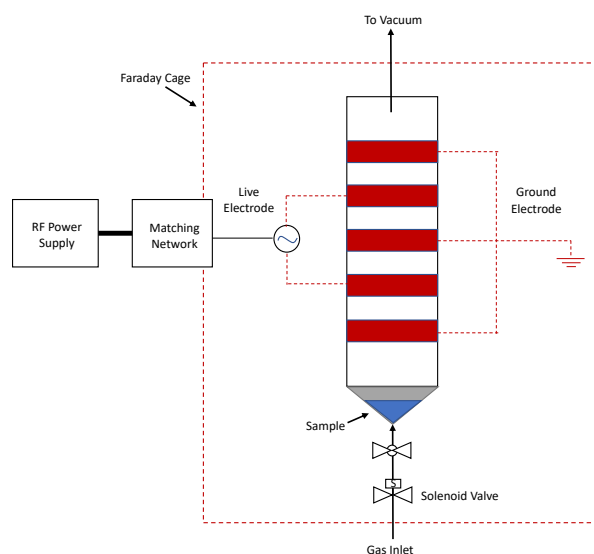 To Vacuum
Faraday Cage
Live
Electrode
Ground
Electrode
RF Power
Supply
Matching
Network
Sample
S
Solenoid Valve
Gas Inlet